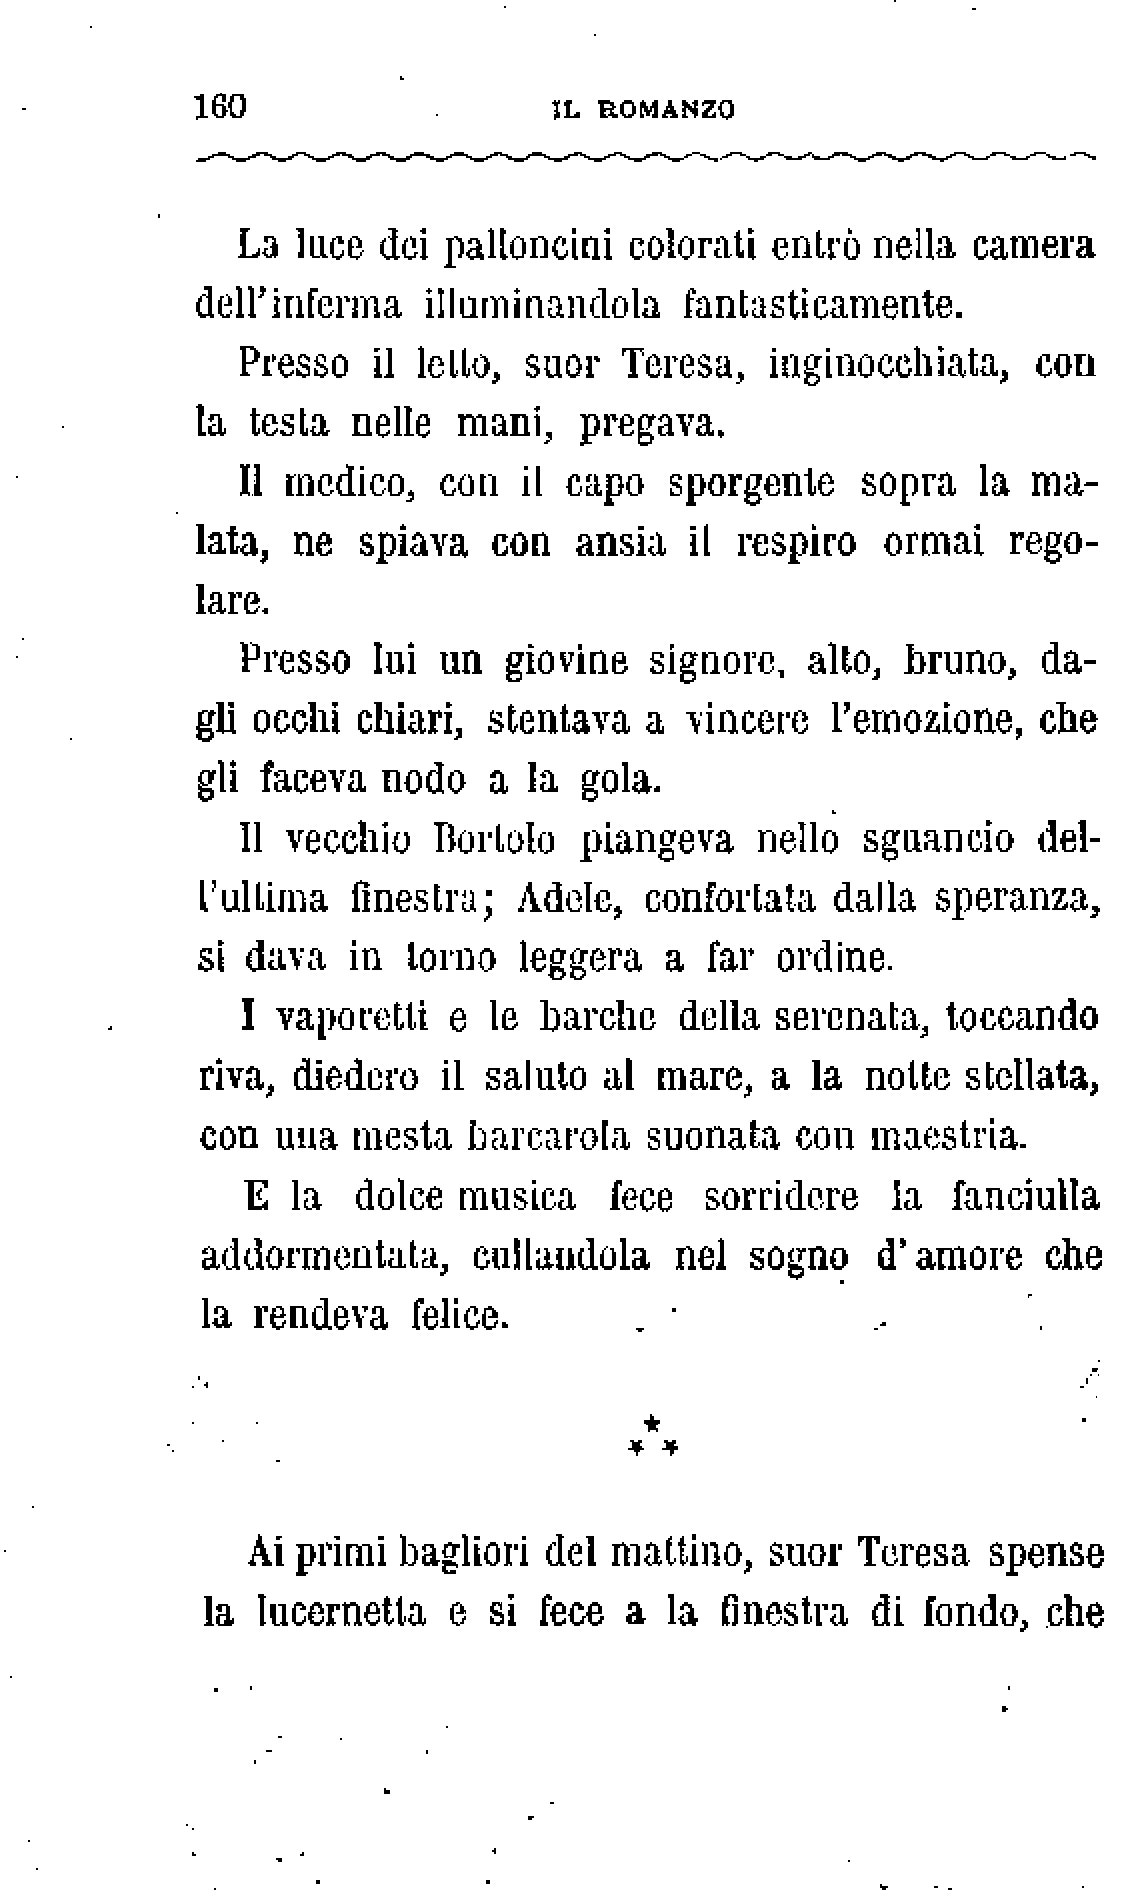 160 IL ROMANZO
La luce dei palloncini colorati entrò nella camera
dell'inferma illuminandola fantasticamente.
Presso il letto, suor Teresa, inginocchiata, con
la testa nelle mani, pregava.
Il medico, con il capo sporgente sopra la ma-
lata, ne spiava con ansia il respiro ormai rego-
lare.
Presso lui un giovine signore, alto, bruno, da-
gli occhi chiari, stentava a vincere l'emozione, che
gli faceva nodo a la gola.
Il vecchio Bortolo piangeva nello sguancio del-
l'ultima finestra; Adele, confortata dalla speranza,
si dava in torno leggera a far ordine.
I vaporetti e le barche della serenata, toccando
riva, diedero il saluto al mare, a la notte stellata,
con una mesta barcarola suonata con maestria.
E la dolce musica fece sorridere la fanciulla
addormentata, cullandola nel sogno d'amore che
la rendeva felice.
*
* *
Ai primi bagliori del mattino, suor Teresa spense
la lucernetta e si fece a la finestra di fondo, che